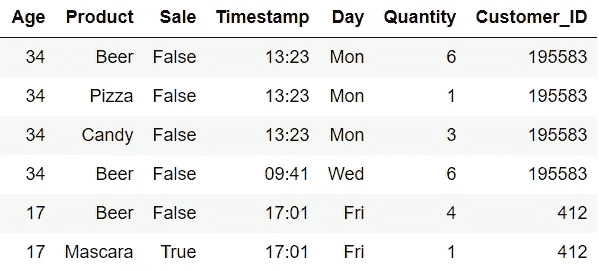 Age Product Sale Timestamp Day Quantity Customer_ID
34 Beer False 13:23 Mon 6 195583
34 Pizza False 13:23 Mon 1 195583
34 Candy False 13:23 Mon 3 195583
34 Beer False 09:41 Wed 6 195583
17 Beer False 17:01 Fri 4 412
17 Mascara True 17:01 Fri 1 412